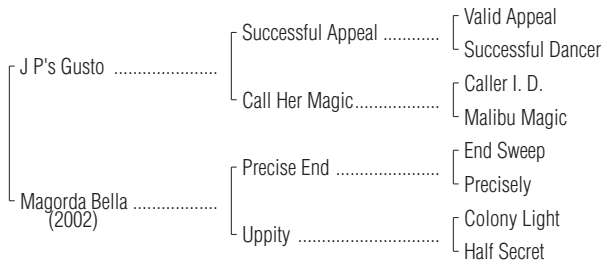 Valid Appeal
Successful Appeal ............
Successful Dancer
J P's Gusto .....................
Caller I. D.
Call Her Magic.................
Malibu Magic
End Sweep
Precise End .....................
Precisely
Magorda Bella .................
(2002)
Colony Light
Uppity .............................
Half Secret